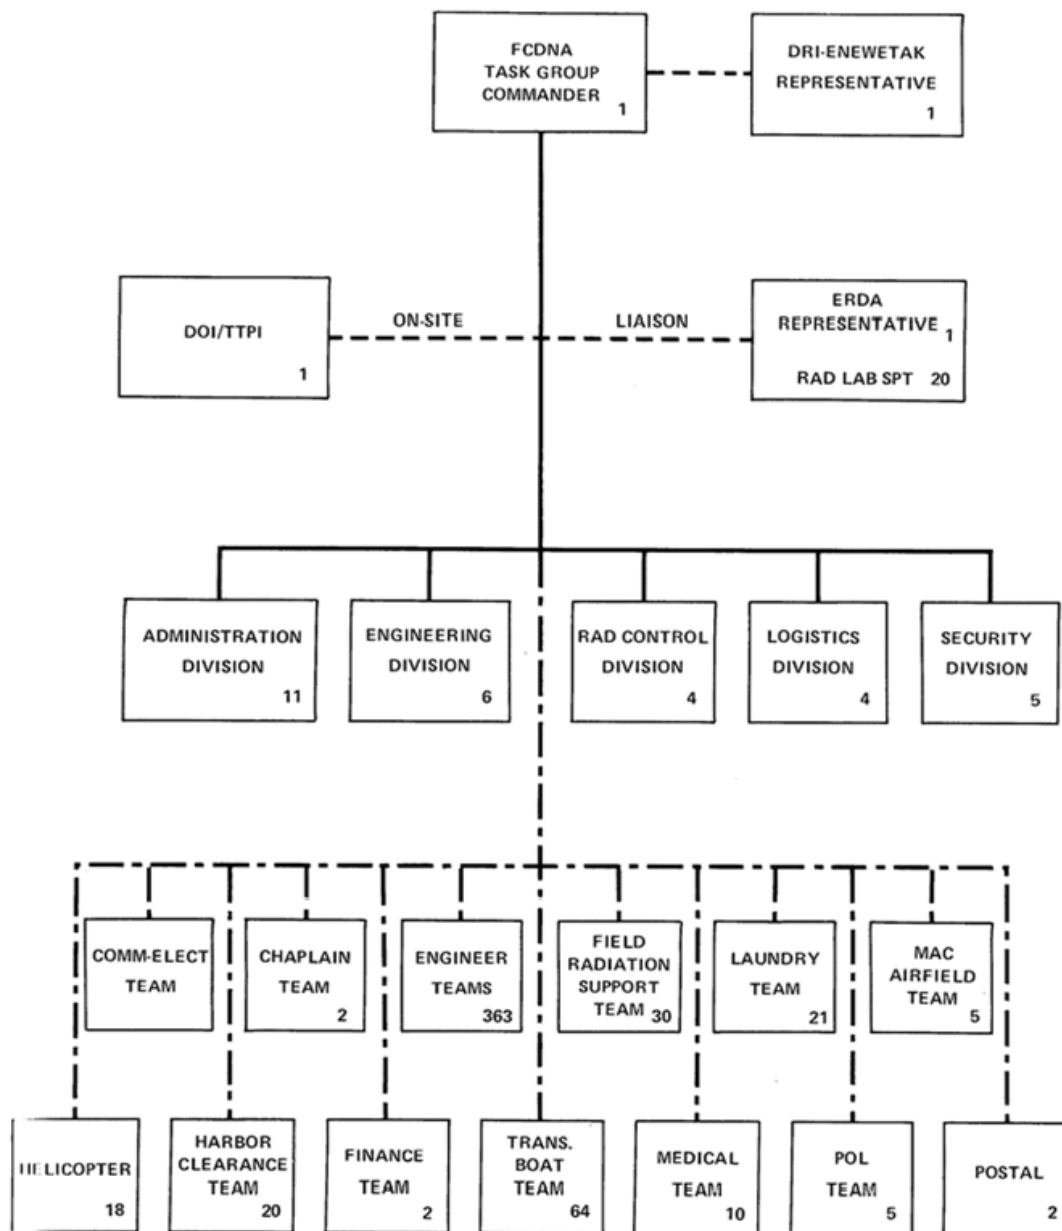 FCDNA
TASK GROUP
COMMANDER
1
DRI-ENEWETAK
REPRESENTATIVE
1
DOI/TTPI
1
ON-SITE
LIAISON
ERDA
REPRESENTATIVE 1
RAD LAB SPT 20
ADMINISTRATION
DIVISION
11
ENGINEERING
DIVISION
6
RAD CONTROL
DIVISION
4
LOGISTICS
DIVISION
4
SECURITY
DIVISION
5
COMM-ELECT
TEAM
CHAPLAIN
TEAM
2
ENGINEER
TEAMS
363
FIELD
RADIATION
SUPPORT
TEAM 30
LAUNDRY
TEAM
21
MAC
AIRFIELD
TEAM
5
HELICOPTER
18
HARBOR
CLEARANCE
TEAM
20
FINANCE
TEAM
2
TRANS.
BOAT
TEAM
64
MEDICAL
TEAM
10
POL
TEAM
5
POSTAL
2